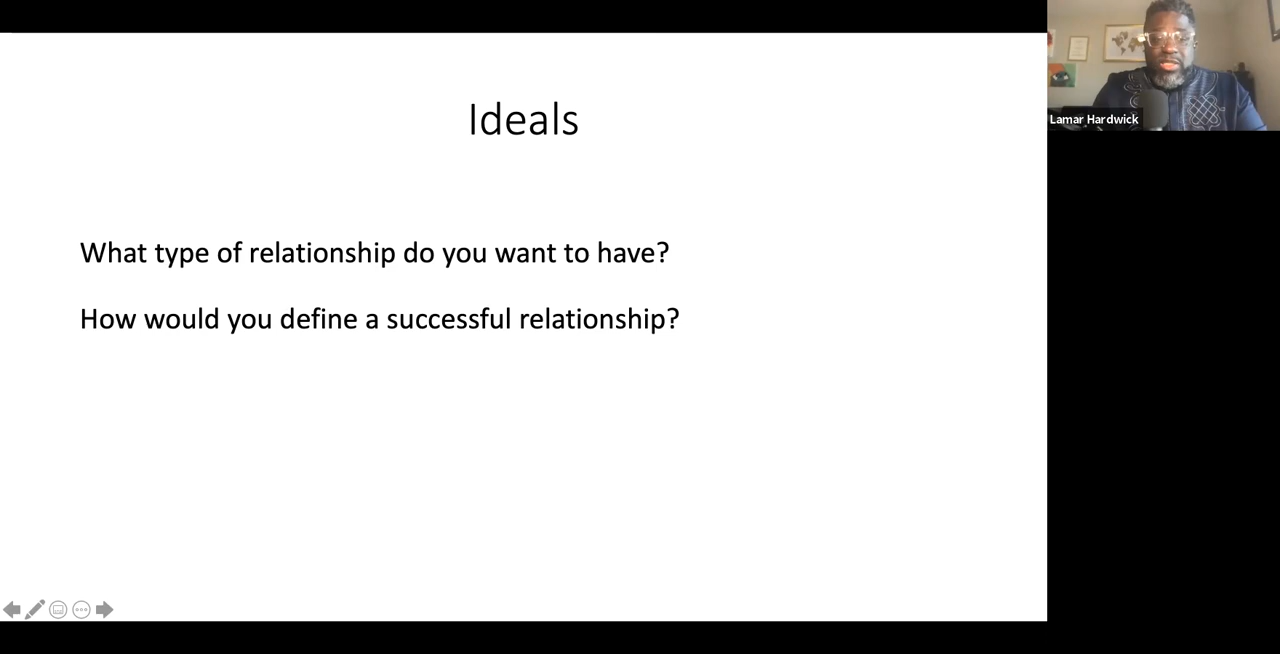 Ideals
What type of relationship do you want to have?
How would you define a successful relationship?
Lamar Hardwick